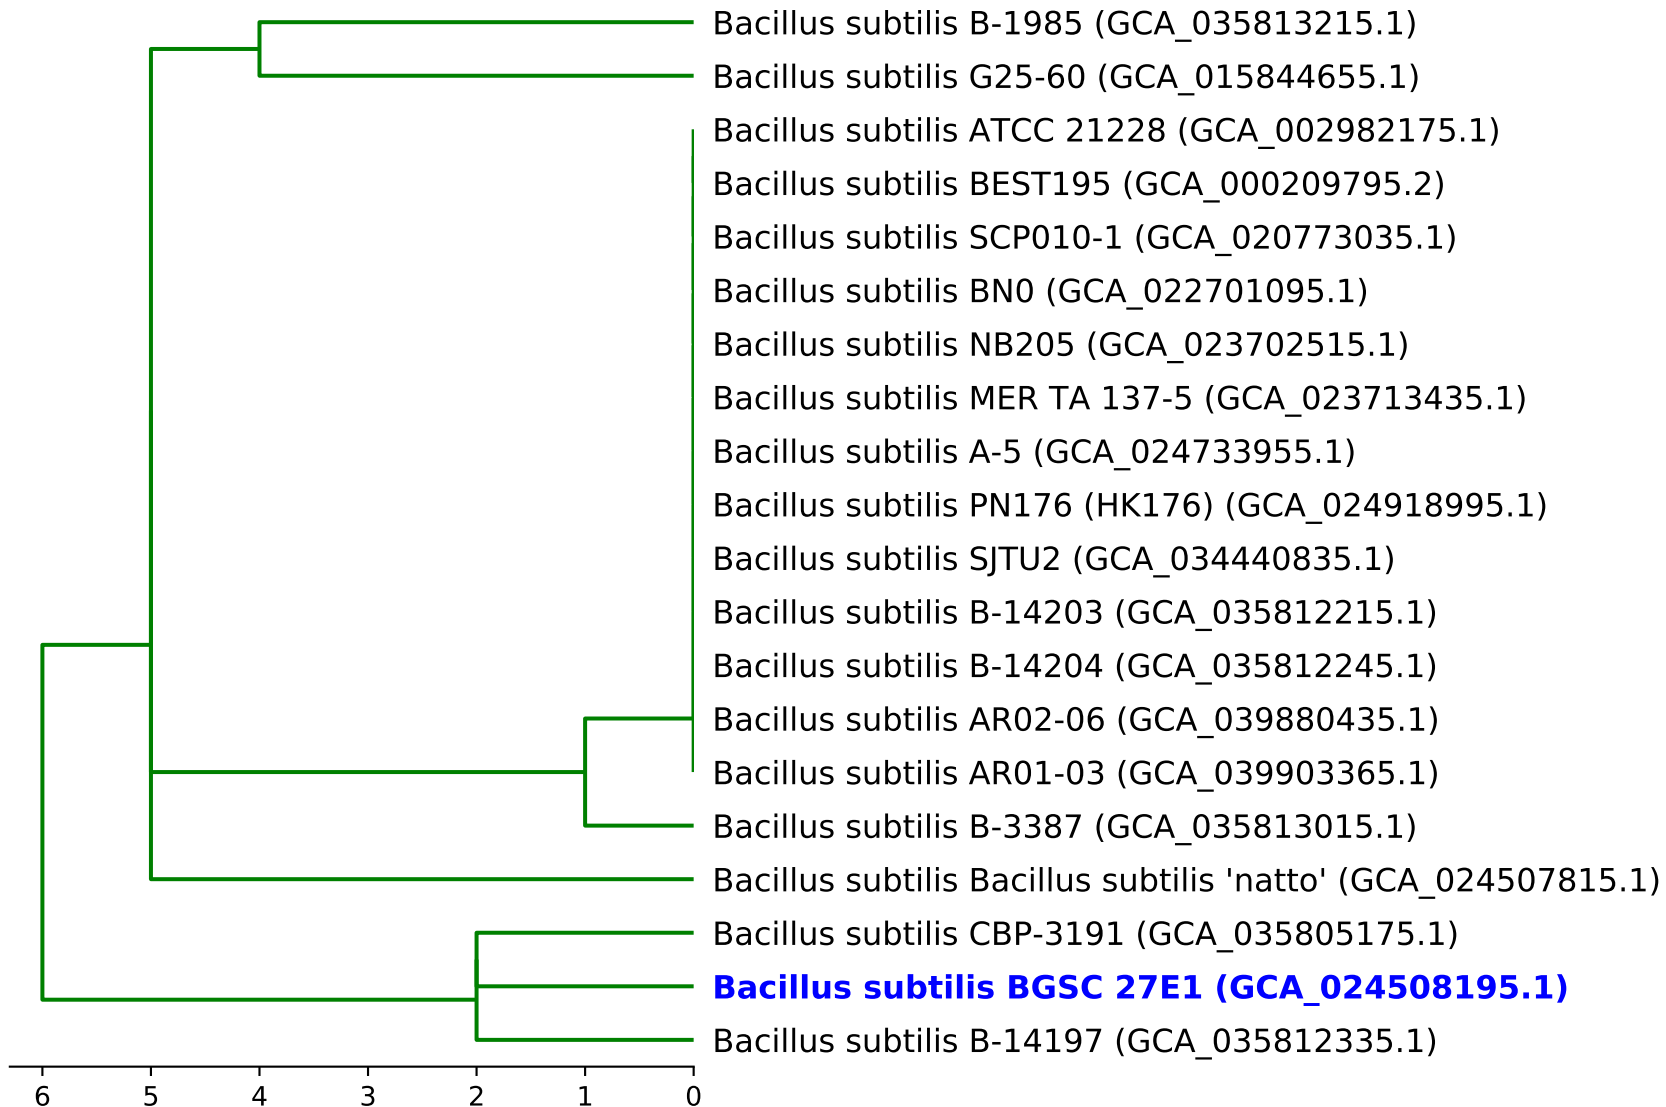 Bacillus subtilis B-1985 (GCA_035813215.1)
Bacillus subtilis G25-60 (GCA_015844655.1)
Bacillus subtilis ATCC 21228 (GCA_002982175.1)
Bacillus subtilis BEST195 (GCA_000209795.2)
Bacillus subtilis SCP010-1 (GCA_020773035.1)
Bacillus subtilis BN0 (GCA_022701095.1)
Bacillus subtilis NB205 (GCA_023702515.1)
Bacillus subtilis MER TA 137-5 (GCA_023713435.1)
Bacillus subtilis A-5 (GCA_024733955.1)
Bacillus subtilis PN176 (HK176) (GCA_024918995.1)
Bacillus subtilis SJTU2 (GCA_034440835.1)
Bacillus subtilis B-14203 (GCA_035812215.1)
Bacillus subtilis B-14204 (GCA_035812245.1)
Bacillus subtilis AR02-06 (GCA_039880435.1)
Bacillus subtilis AR01-03 (GCA_039903365.1)
Bacillus subtilis B-3387 (GCA_035813015.1)
Bacillus subtilis Bacillus subtilis 'natto' (GCA_024507815.1)
Bacillus subtilis CBP-3191 (GCA_035805175.1)
Bacillus subtilis BGSC 27E1 (GCA_024508195.1)
Bacillus subtilis B-14197 (GCA_035812335.1)
6 5 4 3 2 1 0